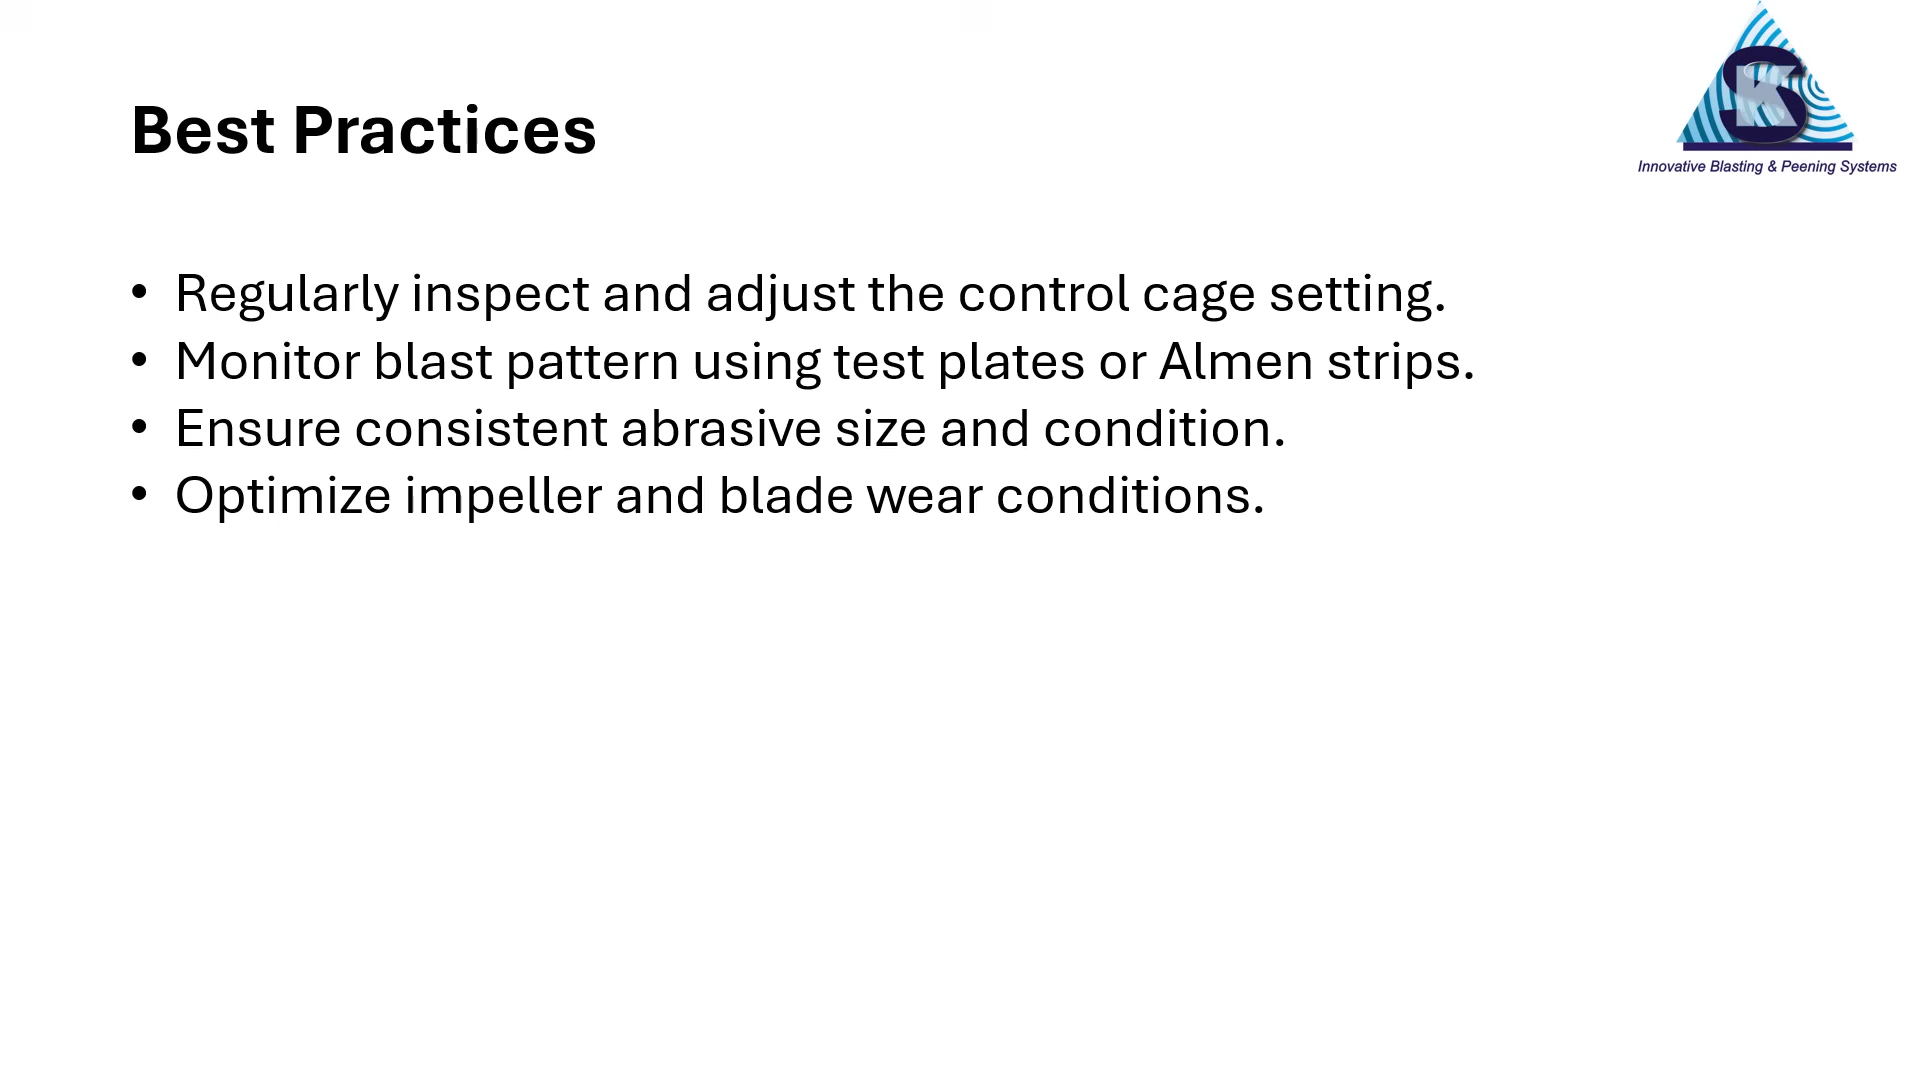 SK
Innovative Blasting & Peening Systems
Best Practices
• Regularly inspect and adjust the control cage setting.
• Monitor blast pattern using test plates or Almen strips.
• Ensure consistent abrasive size and condition.
• Optimize impeller and blade wear conditions.